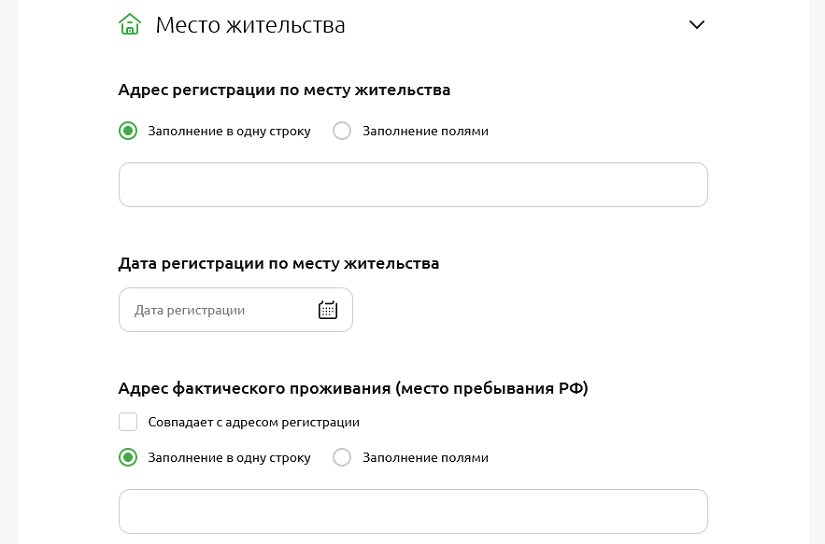 Место жительства
Адрес регистрации по месту жительства
Заполнение в одну строку Заполнение полями
Дата регистрации по месту жительства
Дата регистрации
Адрес фактического проживания (место пребывания РФ)
Совпадает с адресом регистрации
Заполнение в одну строку Заполнение полями